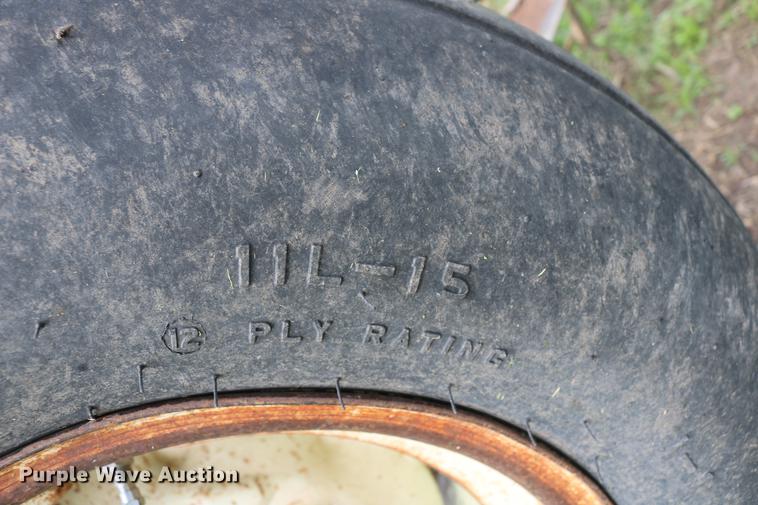 11L-15
12 PLY RATING
Purple Wave Auction